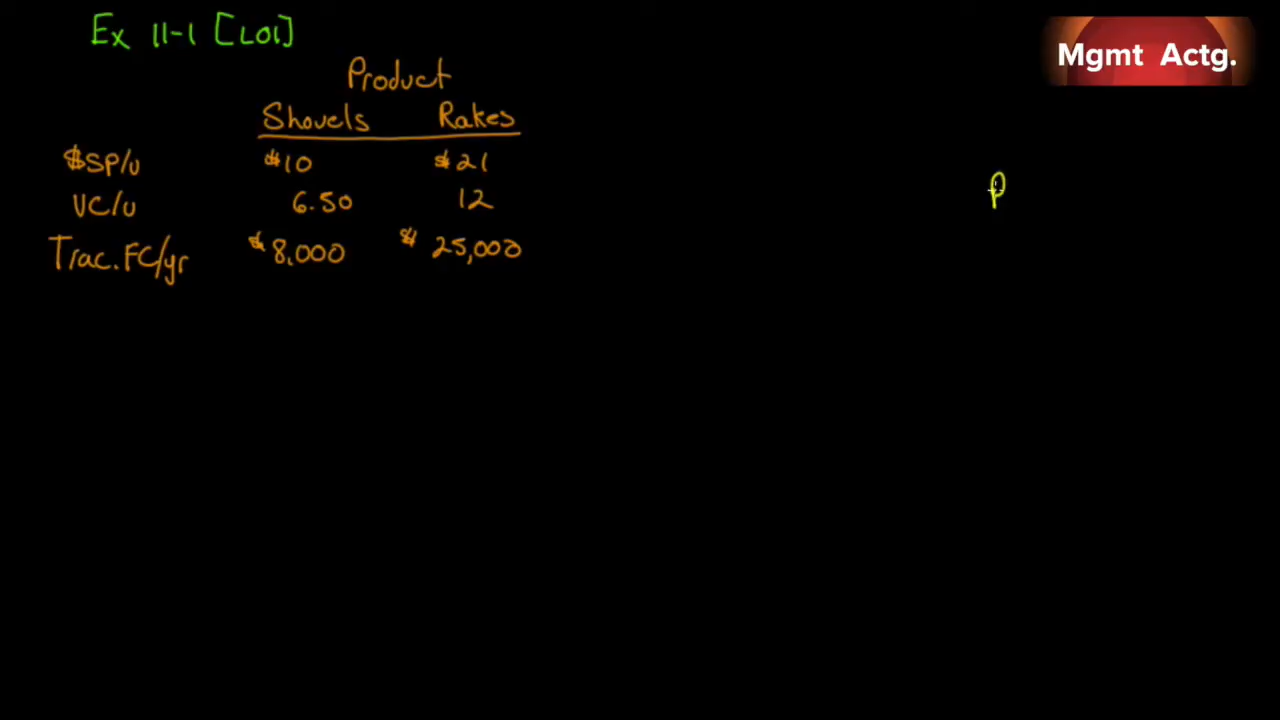 Ex 11-1 [LO1]
Mgmt Actg.
Product
Shovels Rakes
$SP/u $10 $21
VC/u 6.50 12
Trac. FC/yr $8,000 $25,000
P